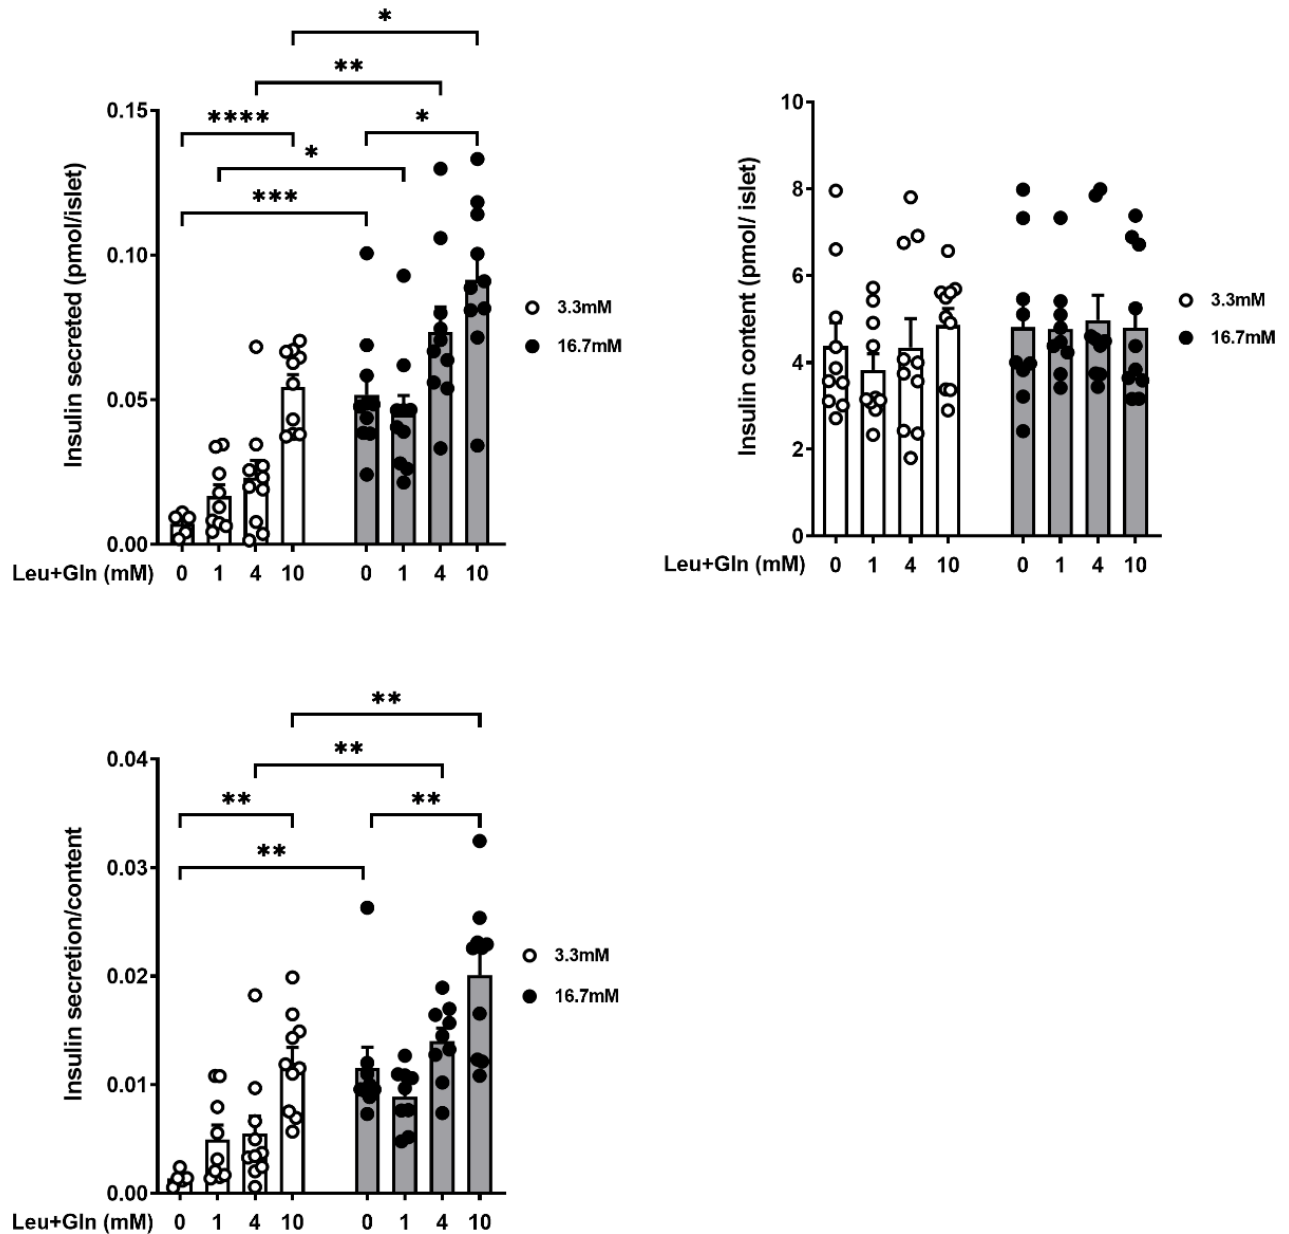 *
**
0.15
****
*
*
***
Insulin secreted (pmol/islet)
0.10
0.05
0.00
3.3mM
16.7mM
Leu+Gln (mM) 0 1 4 10 0 1 4 10
10
8
6
4
2
0
Insulin content (pmol/ islet)
3.3mM
16.7mM
Leu+Gln (mM) 0 1 4 10 0 1 4 10
**
**
0.04
**
**
**
0.03
Insulin secretion/content
0.02
0.01
0.00
3.3mM
16.7mM
Leu+Gln (mM) 0 1 4 10 0 1 4 10